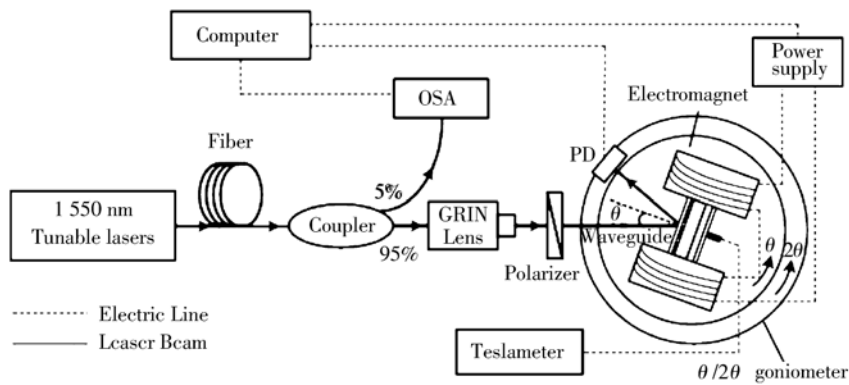 Computer
Power
supply
OSA
Electromagnet
Fiber
PD
5%
1 550 nm
Tunable lasers
Coupler
GRIN
Lens
θ
Waveguide
95%
Polarizer
θ
2θ
Electric Line
Lcascr Bcam
Teslameter
θ/2θ
goniometer